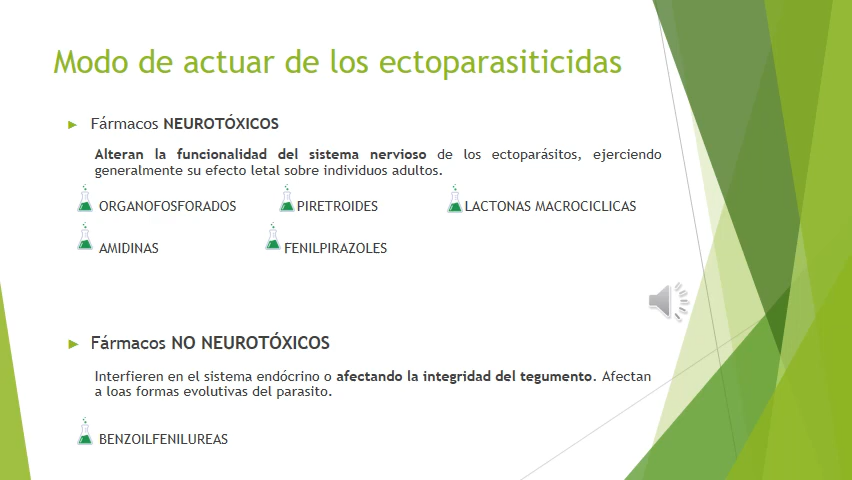 Modo de actuar de los ectoparasiticidas
Fármacos NEUROTÓXICOS
Alteran la funcionalidad del sistema nervioso de los ectoparásitos, ejerciendo
generalmente su efecto letal sobre individuos adultos.
ORGANOFOSFORADOS PIRETROIDES LACTONAS MACROCICLICAS
AMIDINAS FENILPIRAZOLES
Fármacos NO NEUROTÓXICOS
Interfieren en el sistema endócrino o afectando la integridad del tegumento. Afectan
a loas formas evolutivas del parasito.
BENZOILFENILUREAS